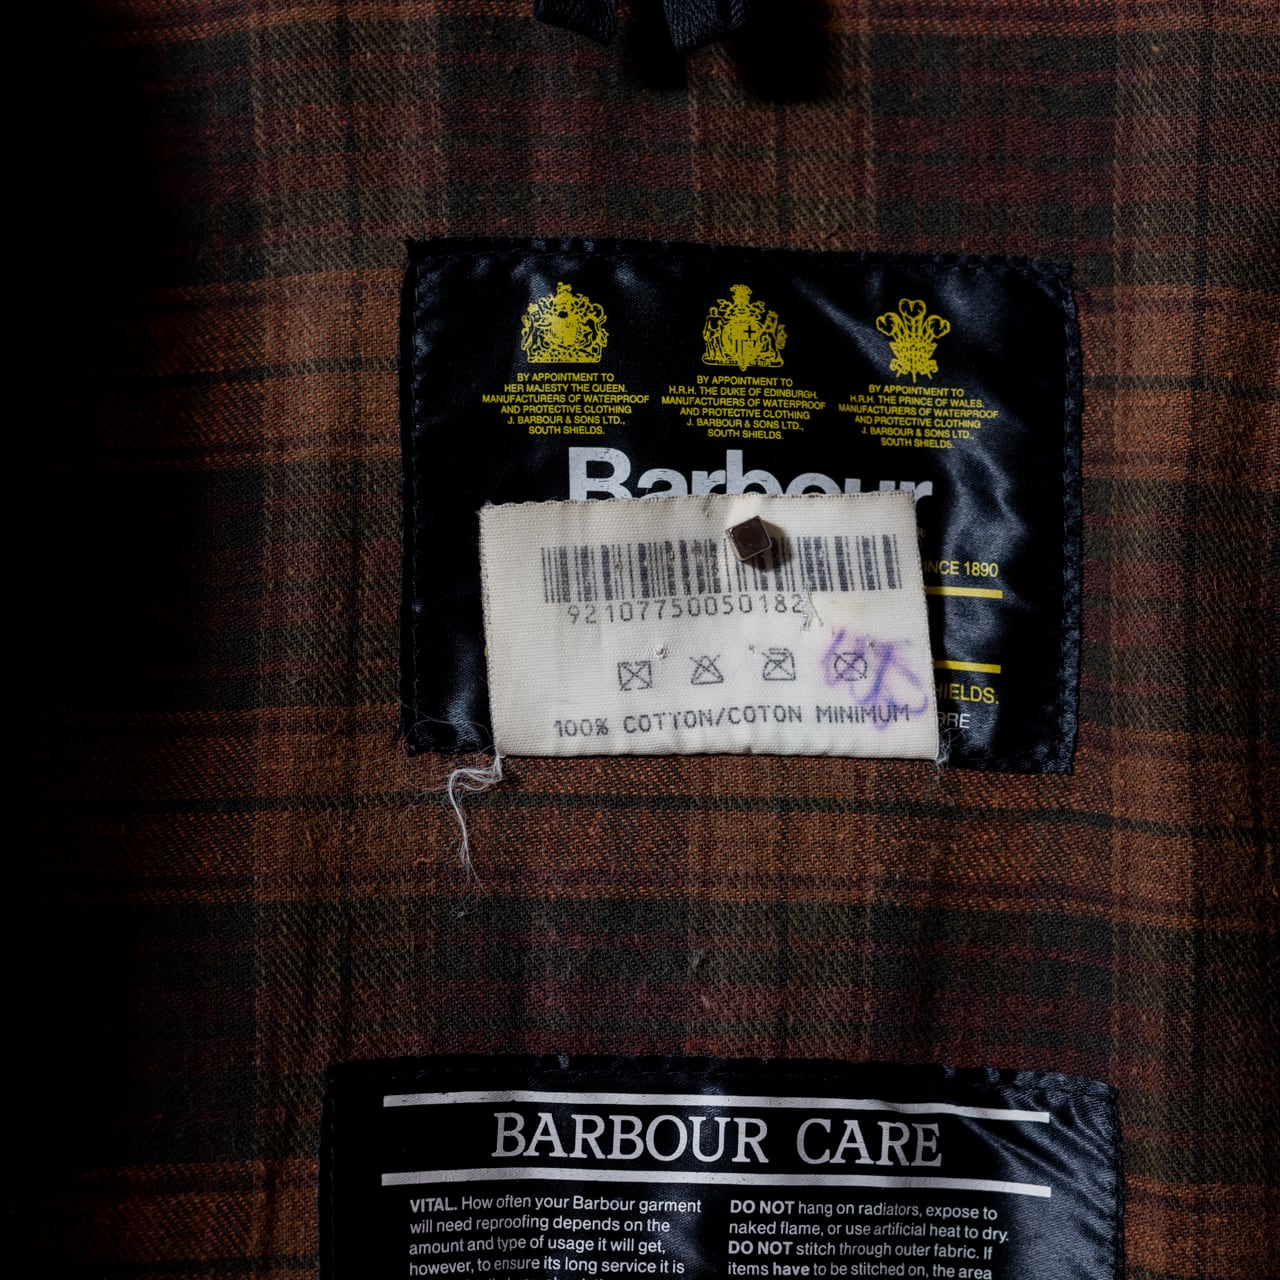 BY APPOINTMENT TO
HER MAJESTY THE QUEEN.
MANUFACTURERS OF WATERPROOF
AND PROTECTIVE CLOTHING
J. BARBOUR & SONS LTD.,
SOUTH SHIELDS.
BY APPOINTMENT TO
H.R.H. THE DUKE OF EDINBURGH.
MANUFACTURERS OF WATERPROOF
AND PROTECTIVE CLOTHING
J. BARBOUR & SONS LTD.,
SOUTH SHIELDS.
BY APPOINTMENT TO
H.R.H. THE PRINCE OF WALES.
MANUFACTURERS OF WATERPROOF
AND PROTECTIVE CLOTHING
J. BARBOUR & SONS LTD.,
SOUTH SHIELDS.
Barbour
INCE 1890
HIELDS.
RRE
92107750050182
100% COTTON/COTON MINIMUM
BARBOUR CARE
VITAL. How often your Barbour garment
will need reproofing depends on the
amount and type of usage it will get,
however, to ensure its long service it is
DO NOT hang on radiators, expose to
naked flame, or use artificial heat to dry.
DO NOT stitch through outer fabric. If
items have to be stitched on, the area